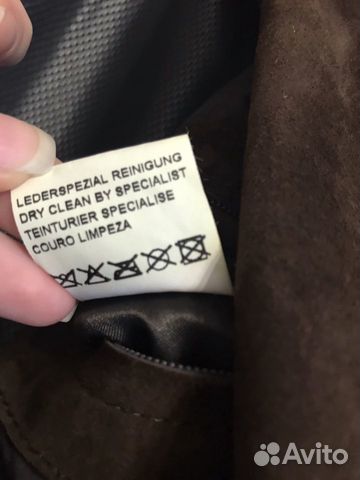 LEDERSPEZIAL REINIGUNG
DRY CLEAN BY SPECIALIST
TEINTURIER SPECIALISE
COURO LIMPEZA
Avito